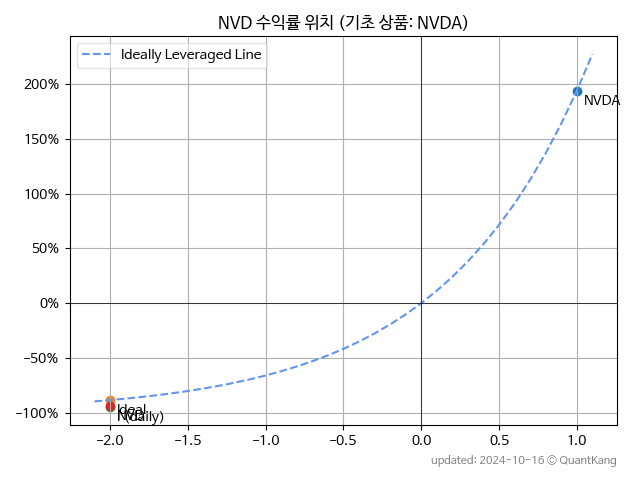 NVD 수익률 위치 (기초 상품: NVDA)
Ideally Leveraged Line
200%
150%
100%
50%
0%
−50%
−100%
NVDA
Ideal
(daily)
−2.0
−1.5
−1.0
−0.5
0.0
0.5
1.0
updated: 2024-10-16 © QuantKang